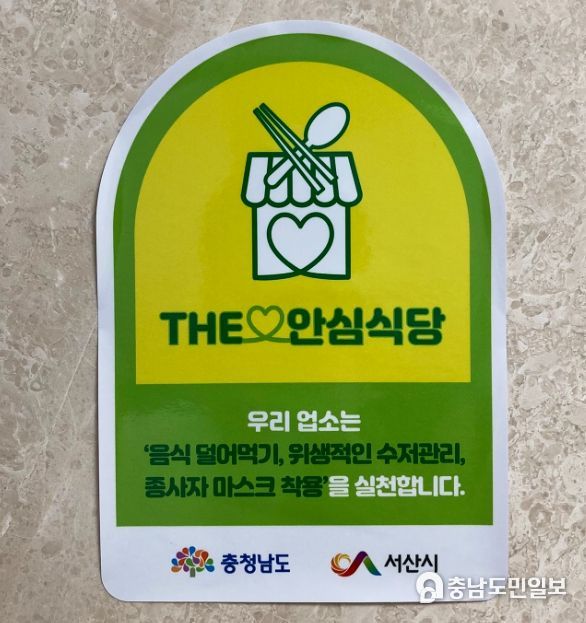 THE 안심식당
우리 업소는
‘음식 덜어먹기, 위생적인 수저관리,
종사자 마스크 착용’을 실천합니다.
충청남도 서산시
충남도민일보